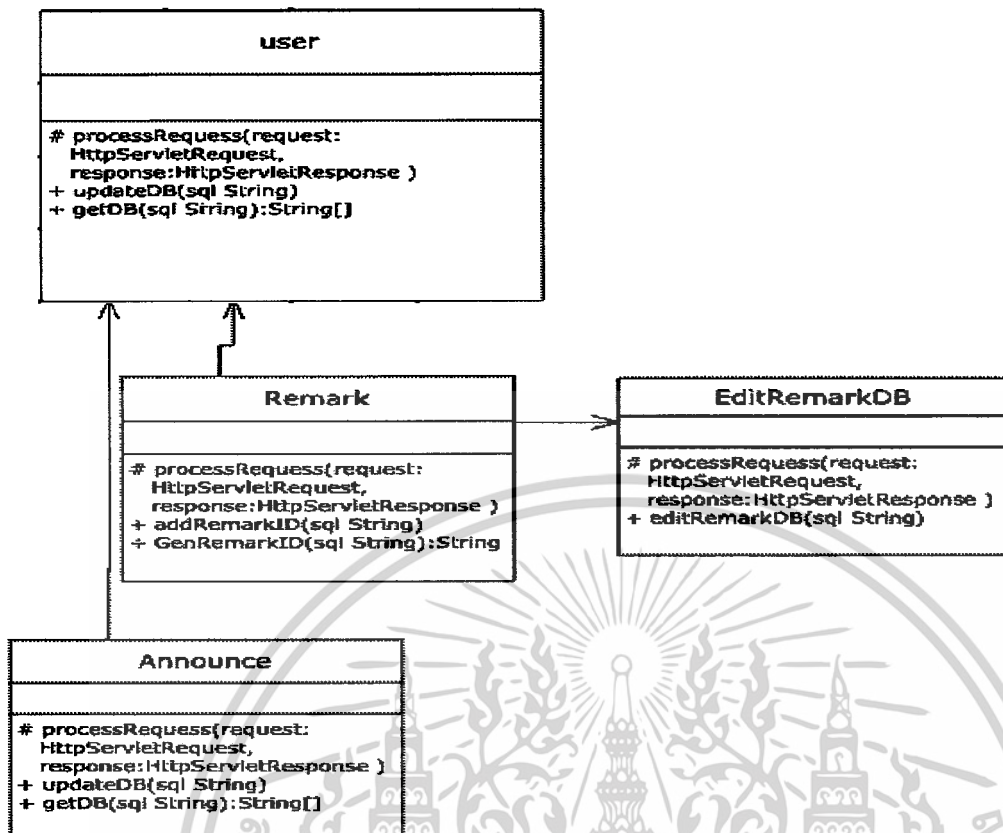 user
# processRequess(request:
HttpServletRequest,
response:HttpServletResponse )
+ updateDB(sql String)
+ getDB(sql String):String[]
Remark
# processRequess(request:
HttpServletRequest,
response:HttpServletResponse )
+ addRemarkID(sql String)
+ GenRemarkID(sql String):String
EditRemarkDB
# processRequess(request:
HttpServletRequest,
response:HttpServletResponse )
+ editRemarkDB(sql String)
Announce
# processRequess(request:
HttpServletRequest,
response:HttpServletResponse )
+ updateDB(sql String)
+ getDB(sql String):String[]